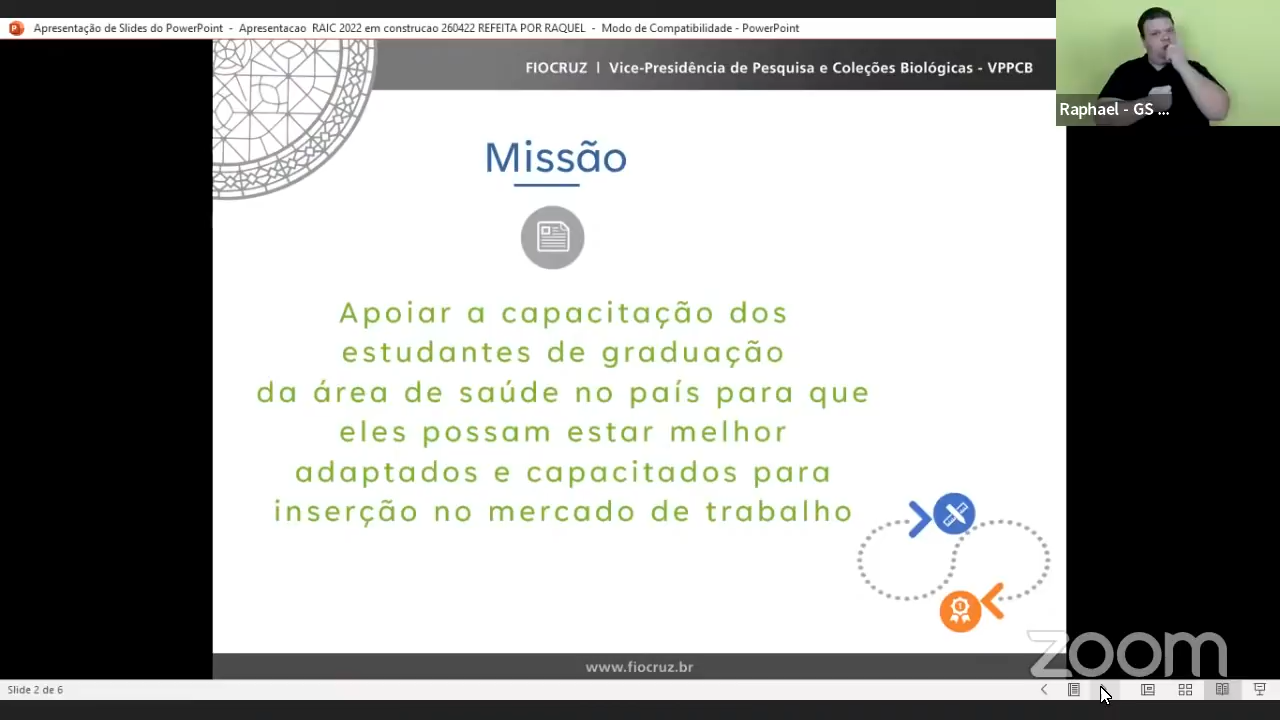 Apresentação de Slides do PowerPoint - Apresentacao RAIC 2022 em construcao 260422 REFEITA POR RAQUEL - Modo de Compatibilidade - PowerPoint
FIOCRUZ | Vice-Presidência de Pesquisa e Coleções Biológicas - VPPCB
Raphael - GS ...
Missão
Apoiar a capacitação dos
estudantes de graduação
da área de saúde no país para que
eles possam estar melhor
adaptados e capacitados para
inserção no mercado de trabalho
1
www.fiocruz.br
zoom
Slide 2 de 6